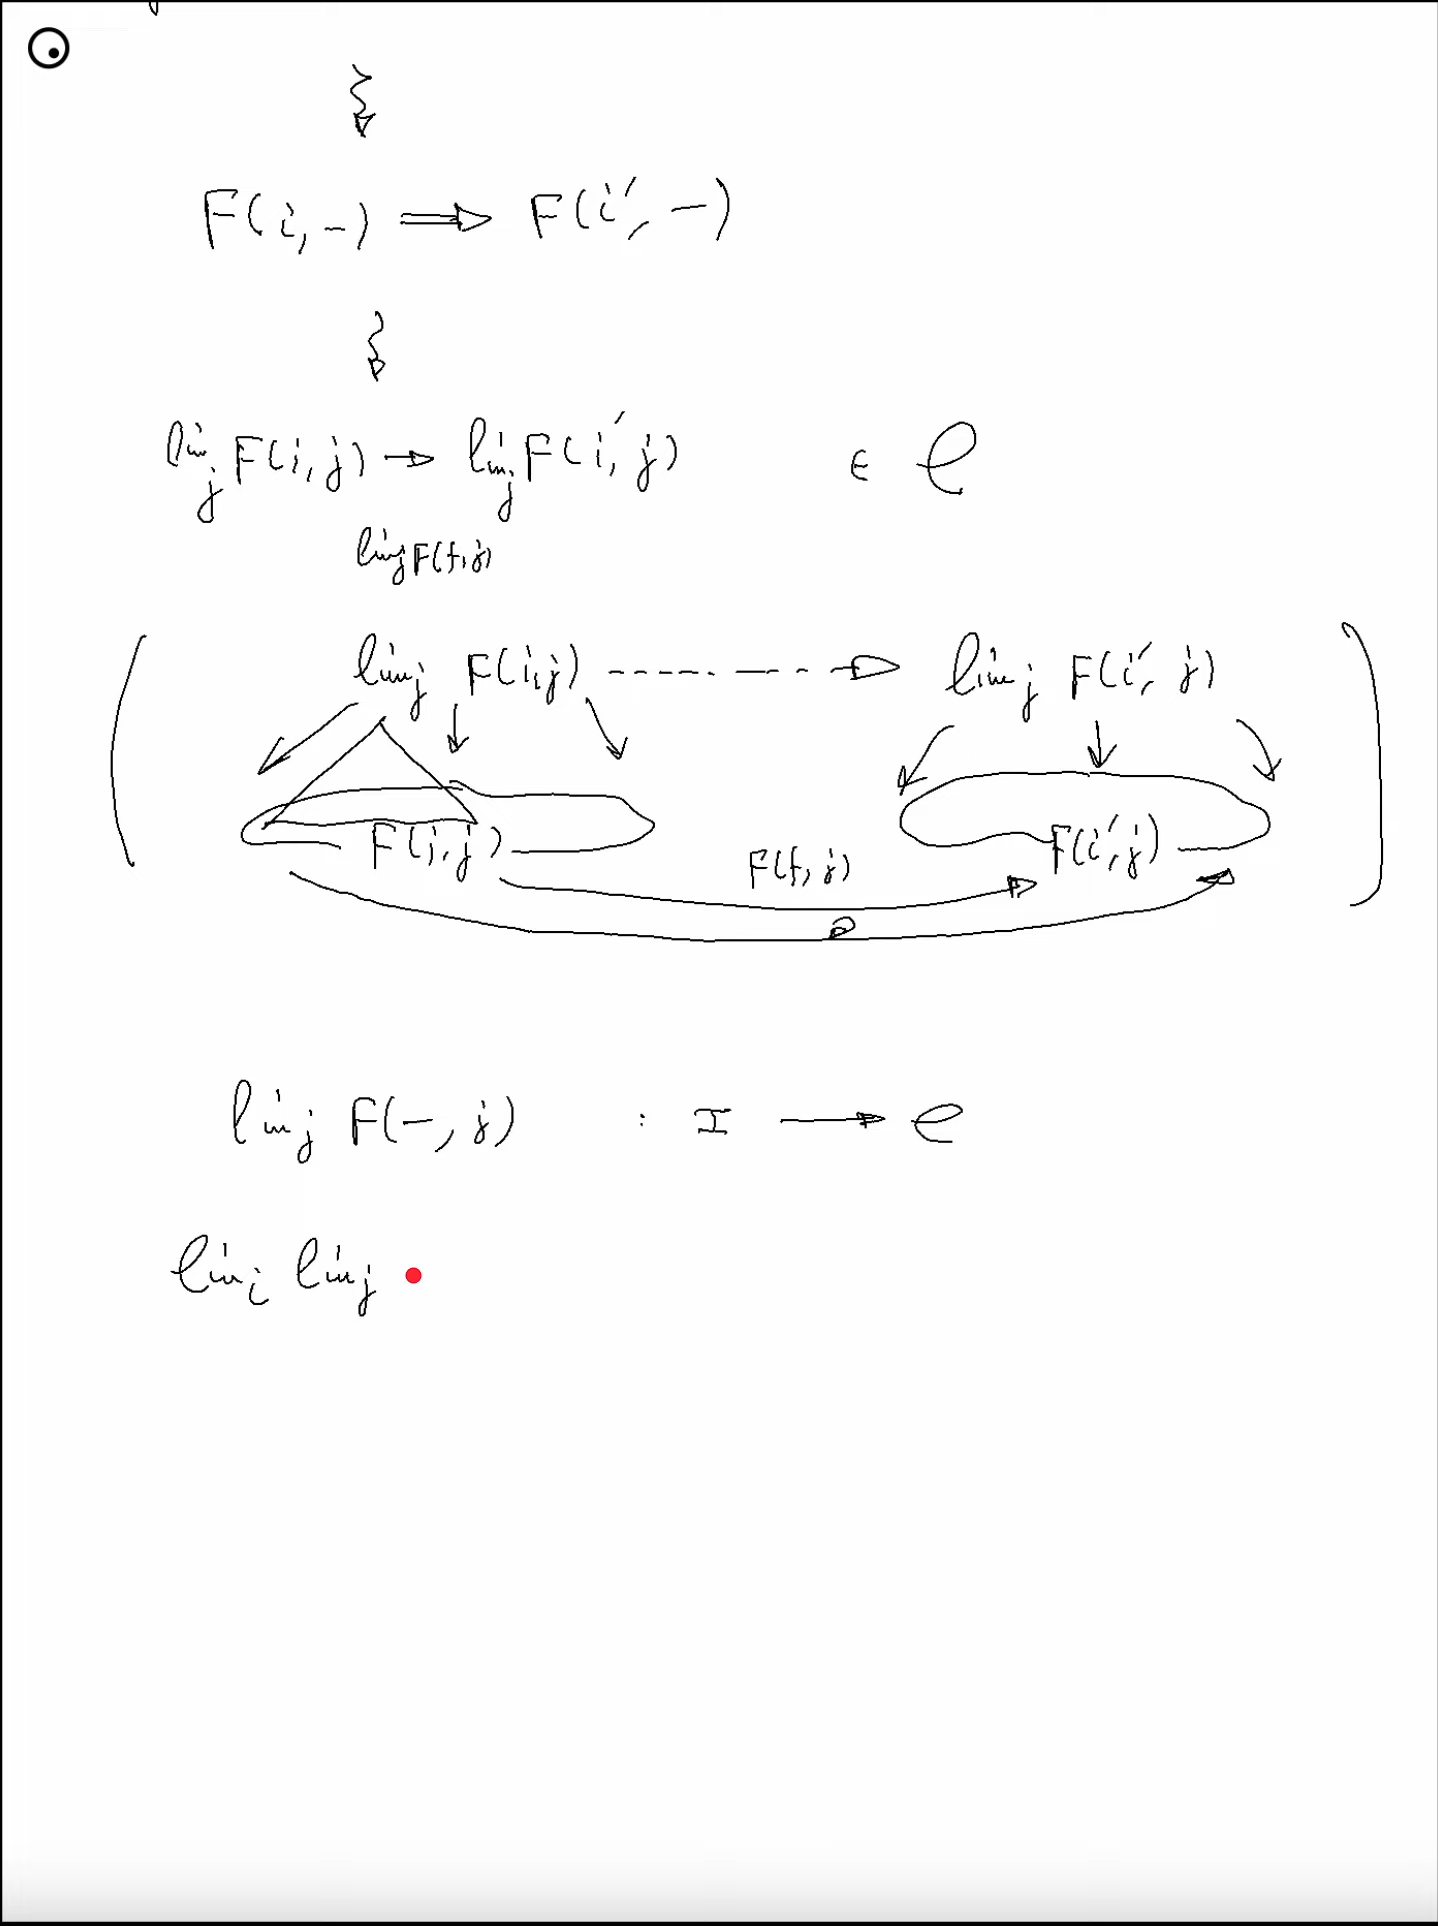 F(i, -) ⟹ F(i′, -)
lim_j F(i, j) → lim_j F(i′, j) ∈ 𝒞
lim_j F(f, j)
( lim_j F(i, j) ⇢ lim_j F(i′, j) )
F(i, j) F(f, j) F(i′, j)
lim_j F(-, j) : I ⟶ 𝒞
lim_i lim_j